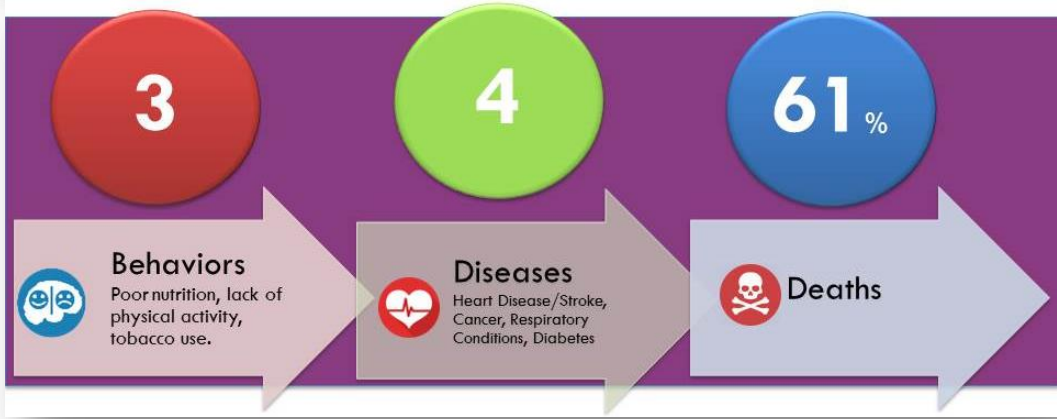 3
4
61 %
Behaviors
Poor nutrition, lack of
physical activity,
tobacco use.
Diseases
Heart Disease/Stroke,
Cancer, Respiratory
Conditions, Diabetes
Deaths